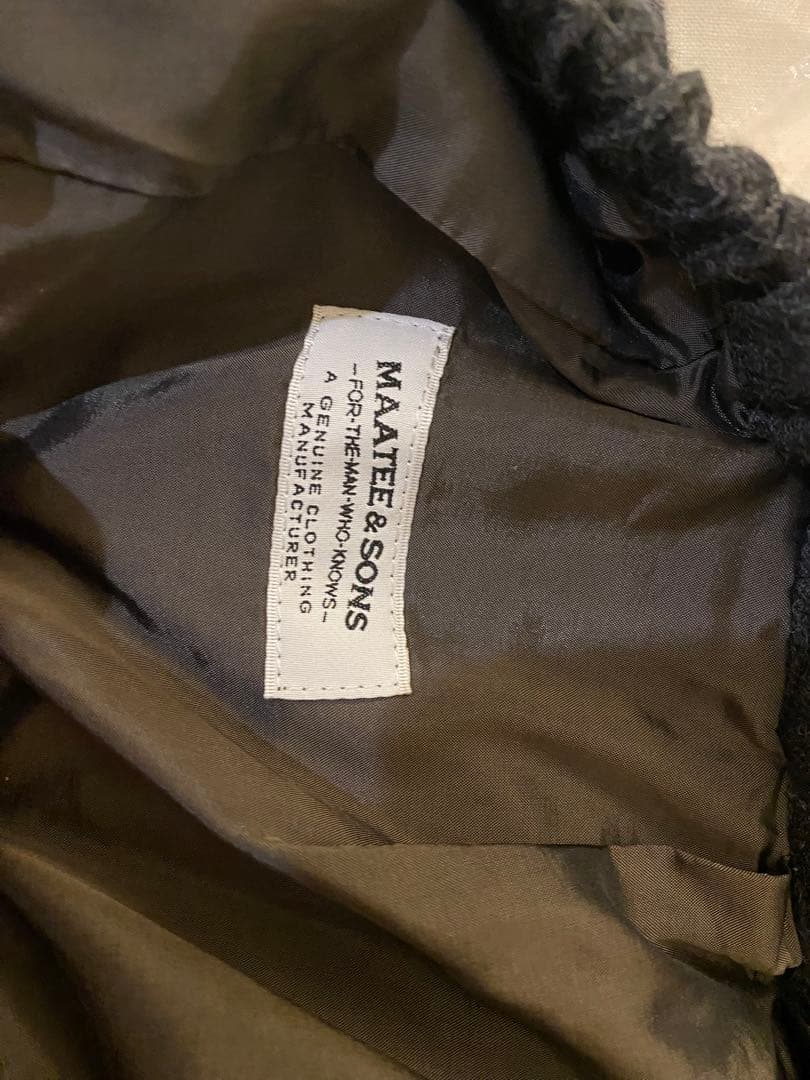 MAATEE & SONS
-FOR-THE-MAN-WHO-KNOWS-
A GENUINE CLOTHING
MANUFACTURER